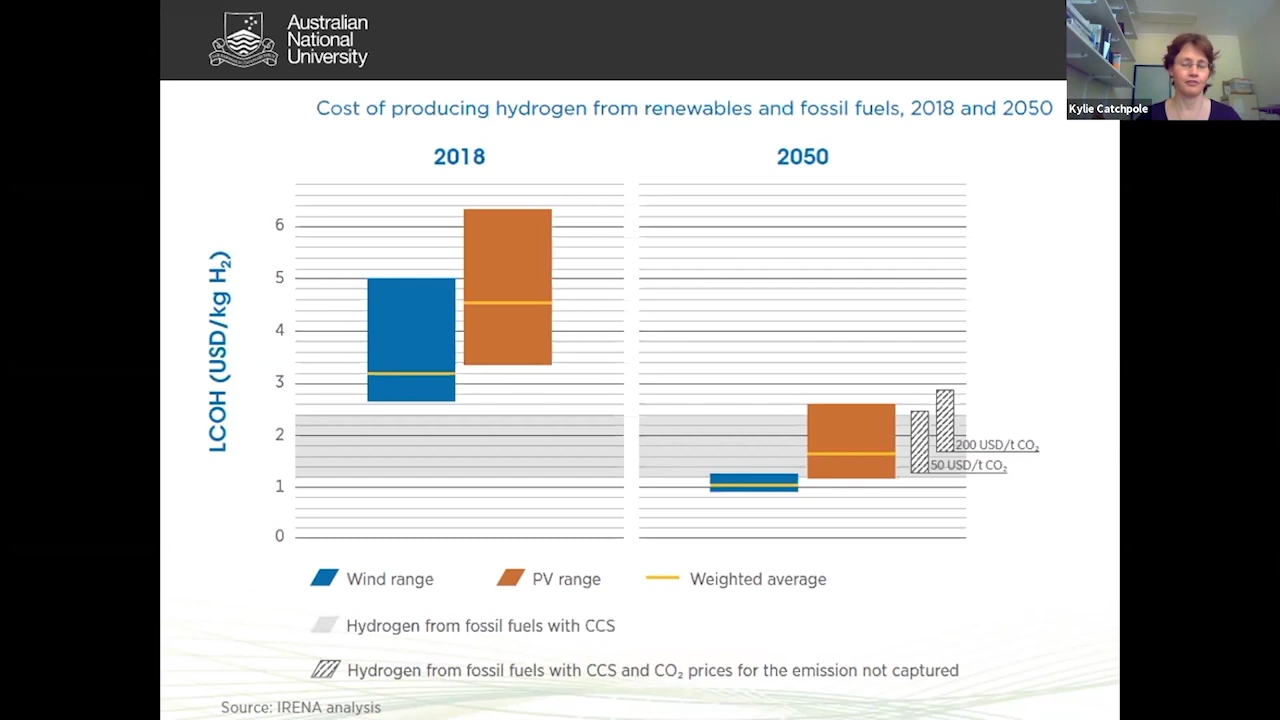 Australian
National
University
Kylie Catchpole
Cost of producing hydrogen from renewables and fossil fuels, 2018 and 2050
2018
2050
LCOH (USD/kg H₂)
6
5
4
3
2
1
0
200 USD/t CO₂
50 USD/t CO₂
Wind range
PV range
Weighted average
Hydrogen from fossil fuels with CCS
Hydrogen from fossil fuels with CCS and CO₂ prices for the emission not captured
Source: IRENA analysis